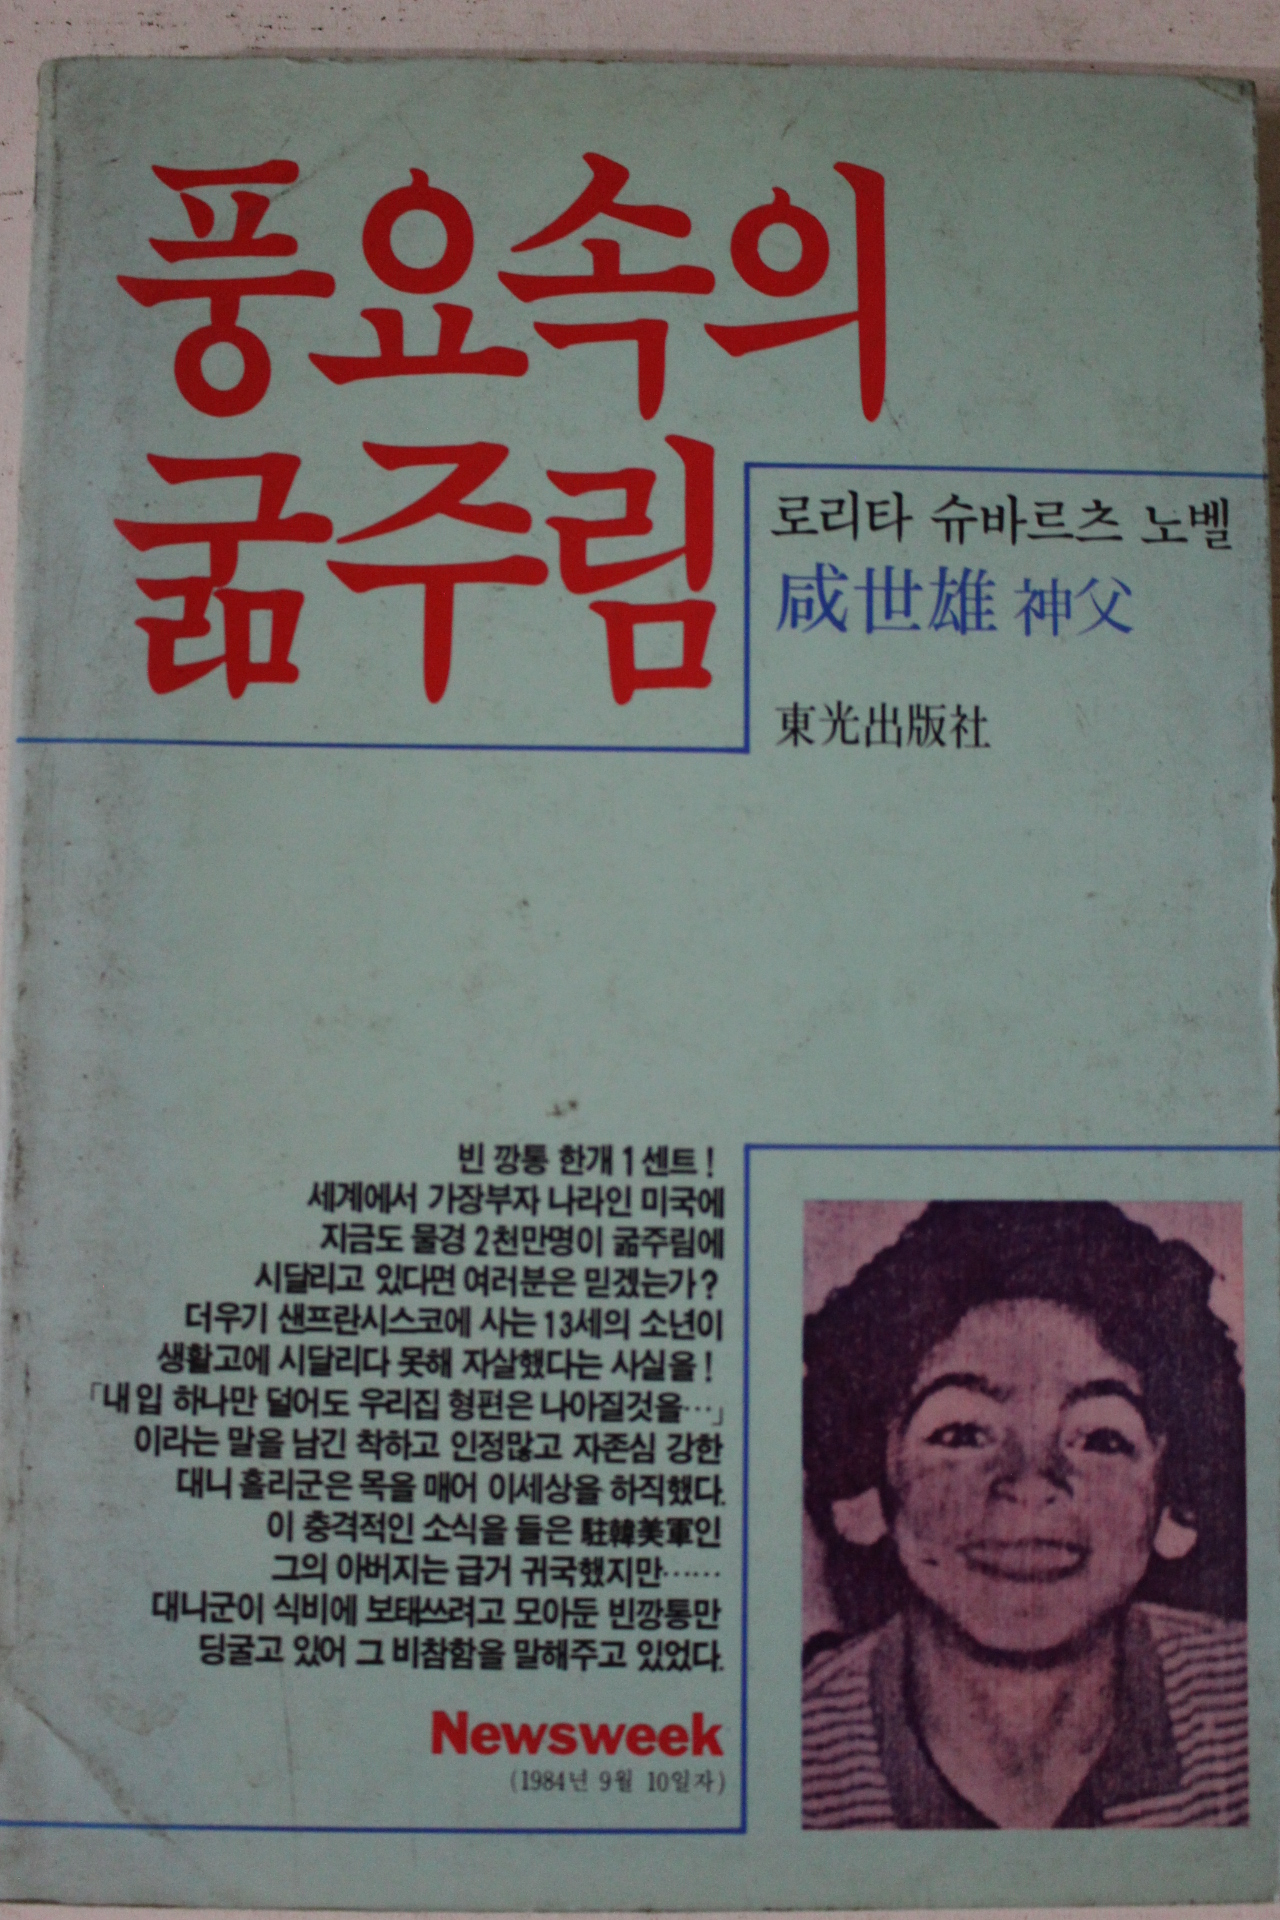 풍요속의
굶주림
로리타 슈바르츠 노벨
咸世雄 神父
東光出版社
빈 깡통 한개 1센트!
세계에서 가장부자 나라인 미국에
지금도 물경 2천만명이 굶주림에
시달리고 있다면 여러분은 믿겠는가?
더우기 샌프란시스코에 사는 13세의 소년이
생활고에 시달리다 못해 자살했다는 사실을!
「내입 하나만 덜어도 우리집 형편은 나아질것을…」
이라는 말을 남긴 착하고 인정많고 자존심 강한
대니 홀리군은 목을 매어 이세상을 하직했다.
이 충격적인 소식을 들은 駐韓美軍인
그의 아버지는 급거 귀국했지만……
대니군이 식비에 보태쓰려고 모아둔 빈깡통만
딩굴고 있어 그 비참함을 말해주고 있었다.
Newsweek
(1984년 9월 10일자)